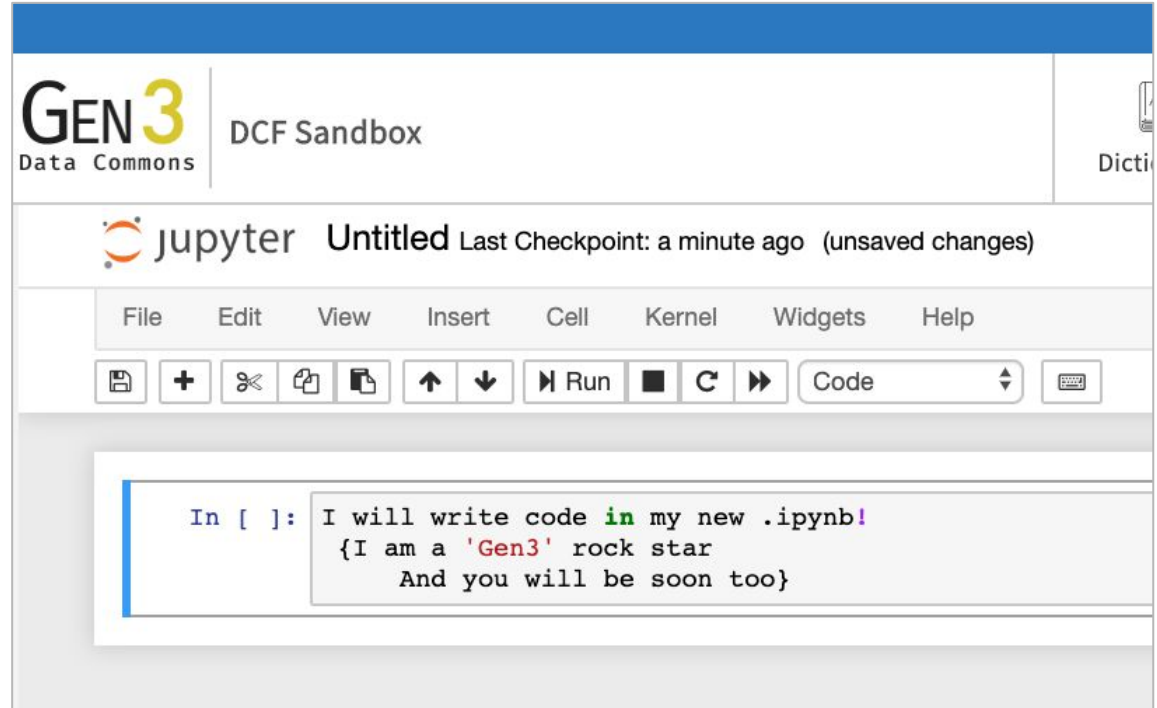 GEN3
Data Commons
DCF Sandbox
jupyter Untitled Last Checkpoint: a minute ago (unsaved changes)
File Edit View Insert Cell Kernel Widgets Help
Run Code
In [ ]: I will write code in my new .ipynb!
{I am a 'Gen3' rock star
And you will be soon too}